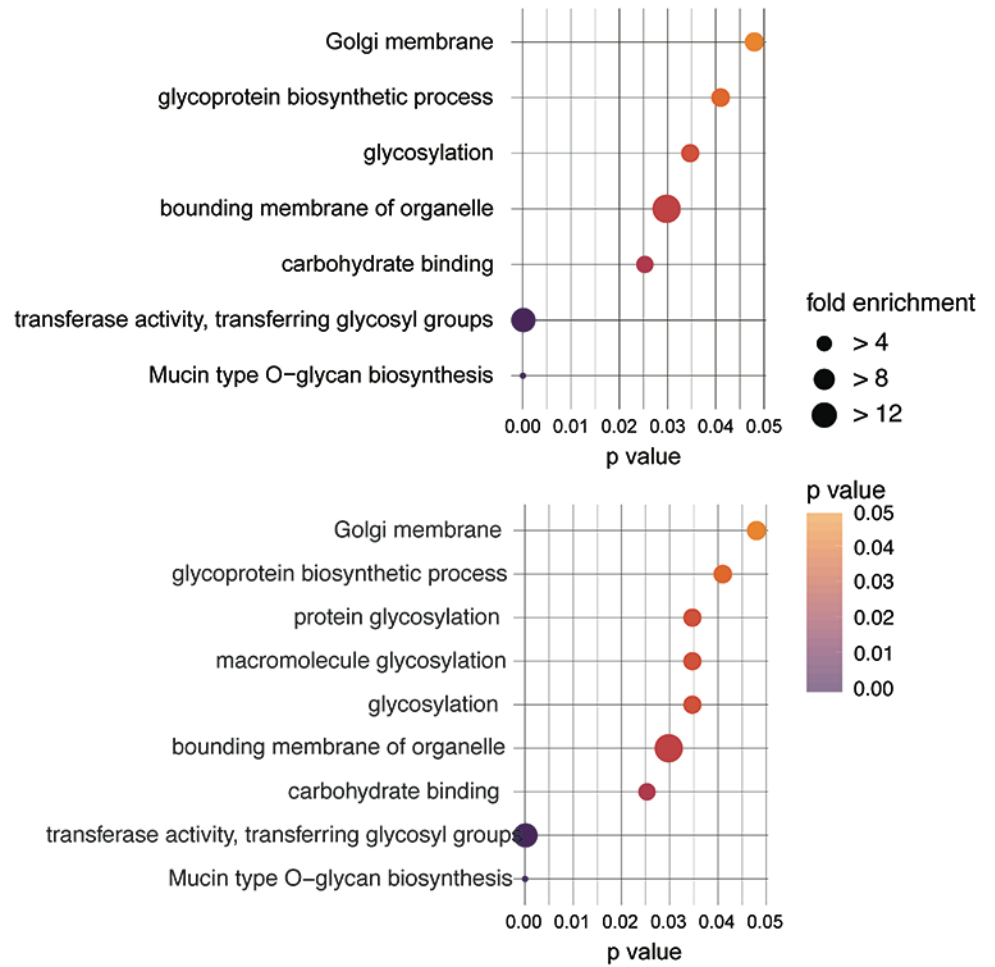 Golgi membrane
glycoprotein biosynthetic process
glycosylation
bounding membrane of organelle
carbohydrate binding
transferase activity, transferring glycosyl groups
Mucin type O−glycan biosynthesis
0.00 0.01 0.02 0.03 0.04 0.05
p value
fold enrichment
> 4
> 8
> 12
p value
0.05
0.04
0.03
0.02
0.01
0.00
Golgi membrane
glycoprotein biosynthetic process
protein glycosylation
macromolecule glycosylation
glycosylation
bounding membrane of organelle
carbohydrate binding
transferase activity, transferring glycosyl groups
Mucin type O−glycan biosynthesis
0.00 0.01 0.02 0.03 0.04 0.05
p value